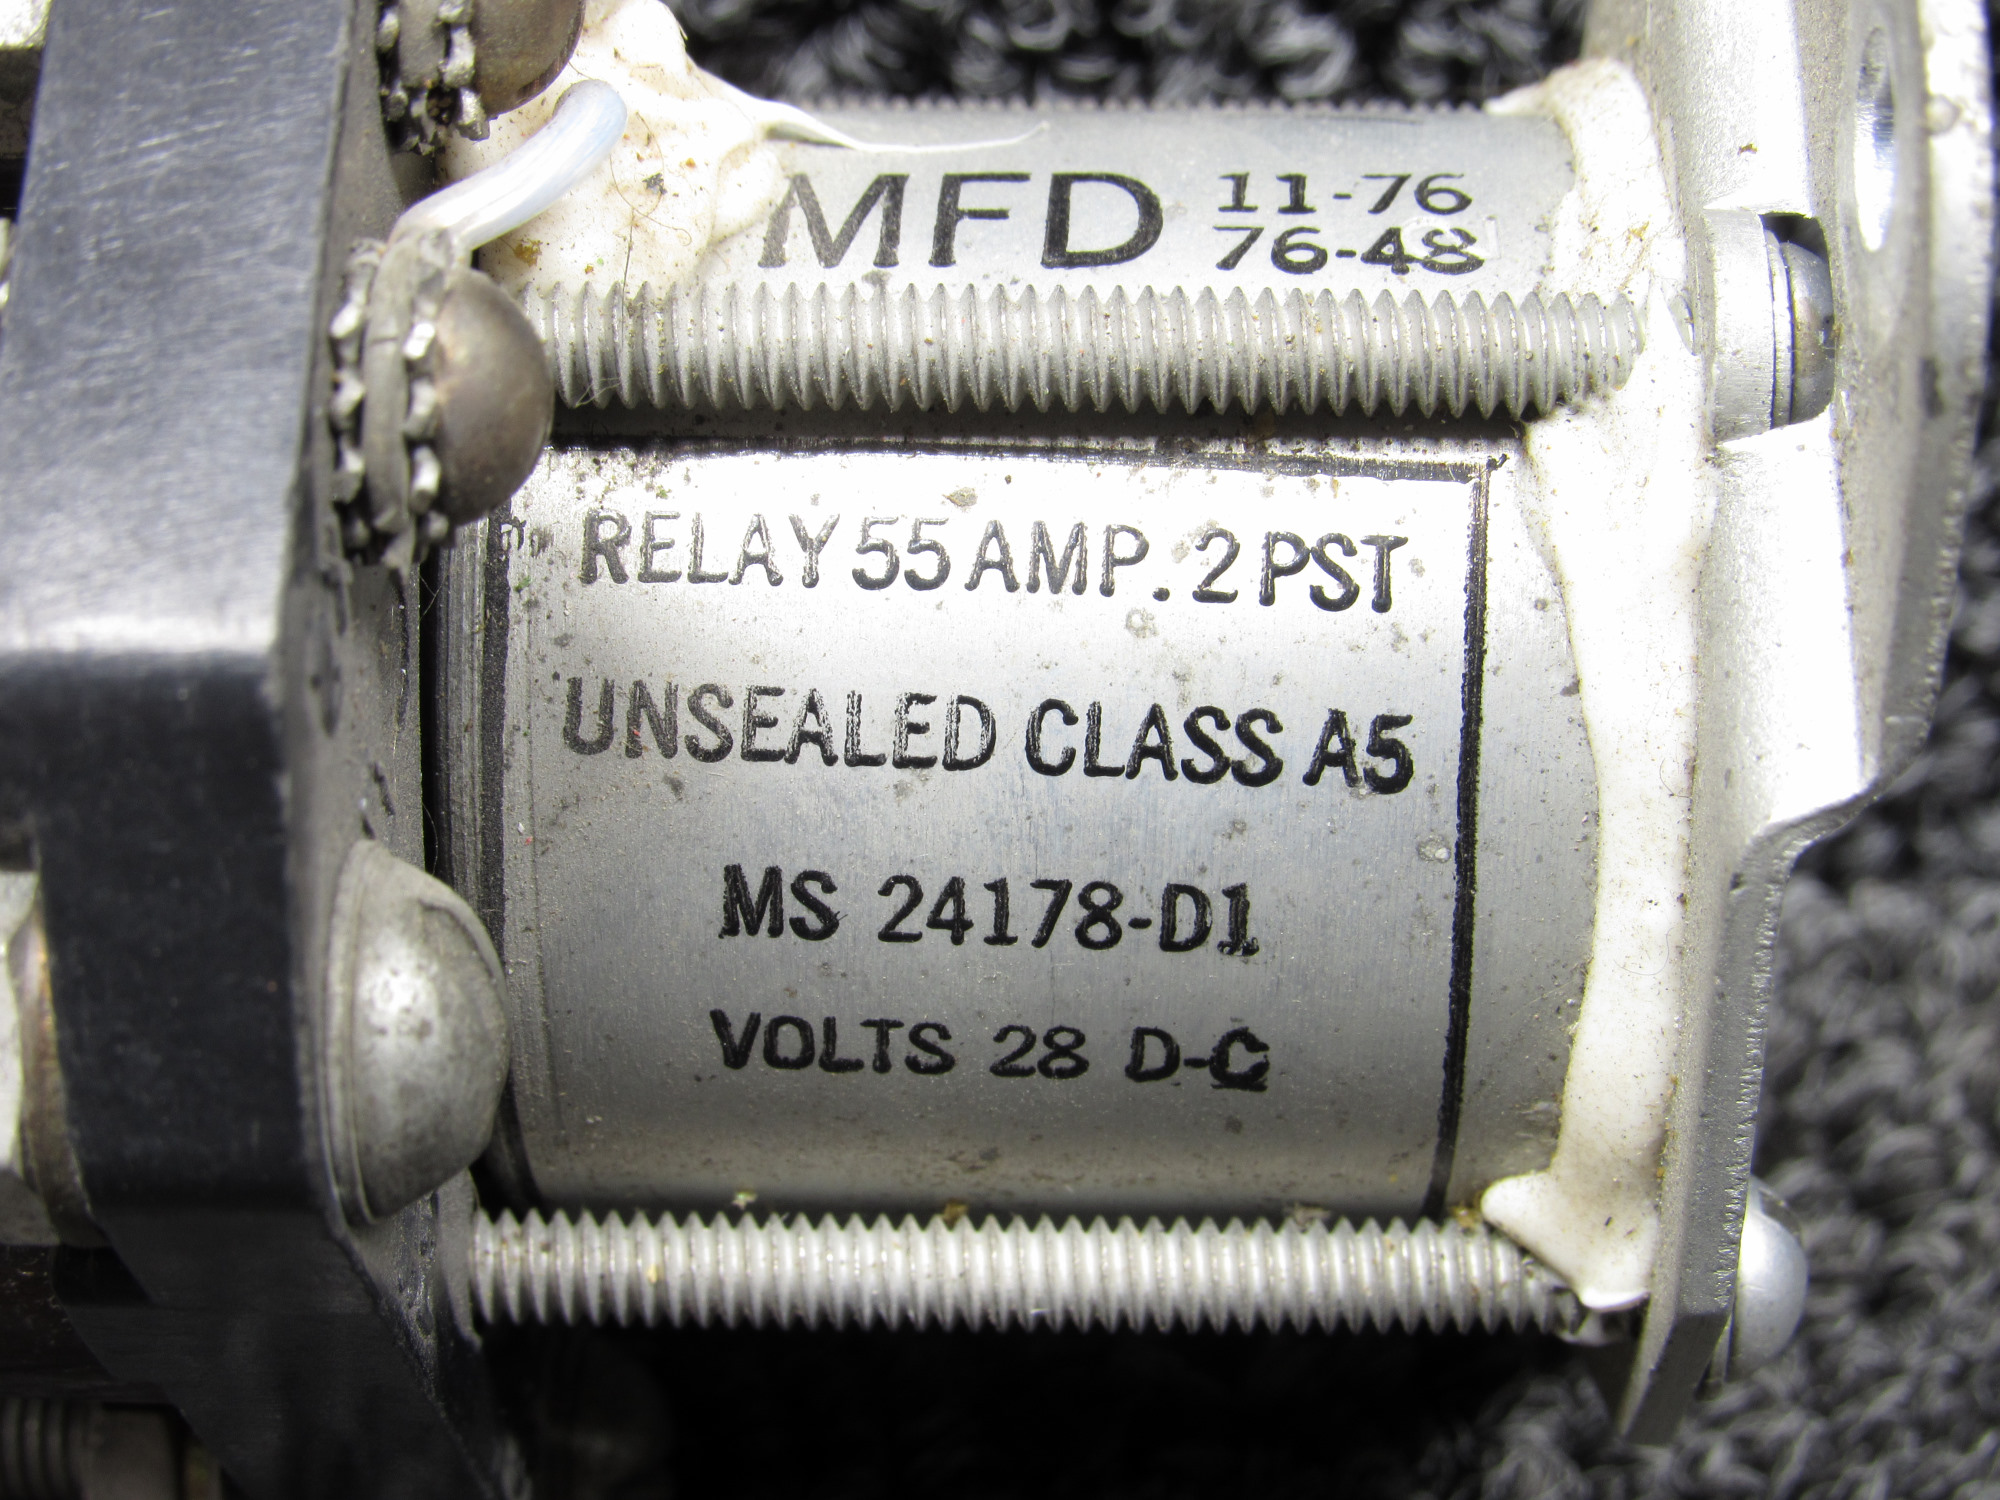 MFD 11-76
76-48
RELAY 55 AMP. 2 PST
UNSEALED CLASS A5
MS 24178-D1
VOLTS 28 D-C